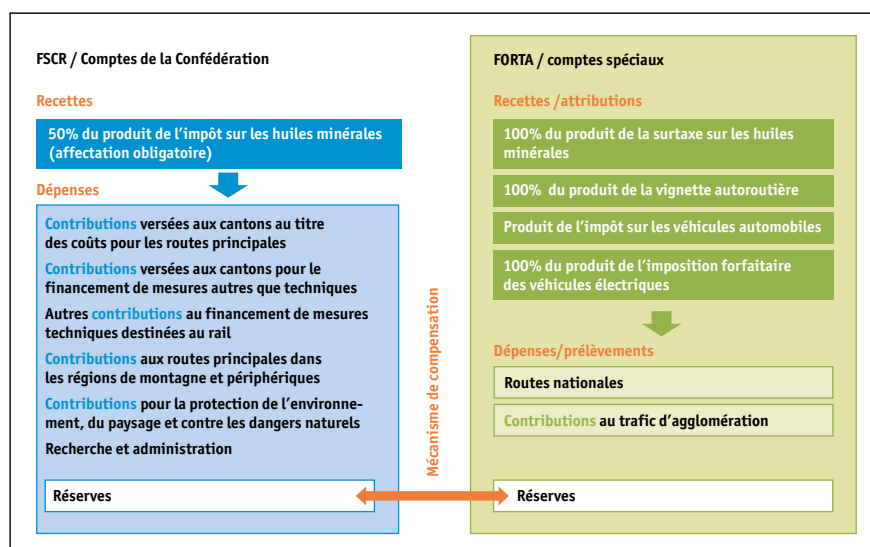 FSCR / Comptes de la Confédération
Recettes
50% du produit de l’impôt sur les huiles minérales
(affectation obligatoire)
Dépenses
Contributions versées aux cantons au titre
des coûts pour les routes principales
Contributions versées aux cantons pour le
financement de mesures autres que techniques
Autres contributions au financement de mesures
techniques destinées au rail
Contributions aux routes principales dans
les régions de montagne et périphériques
Contributions pour la protection de l’environne-
ment, du paysage et contre les dangers naturels
Recherche et administration
Réserves
Mécanisme de compensation
FORTA / comptes spéciaux
Recettes /attributions
100% du produit de la surtaxe sur les huiles
minérales
100% du produit de la vignette autoroutière
Produit de l’impôt sur les véhicules automobiles
100% du produit de l’imposition forfaitaire
des véhicules électriques
Dépenses/prélèvements
Routes nationales
Contributions au trafic d’agglomération
Réserves